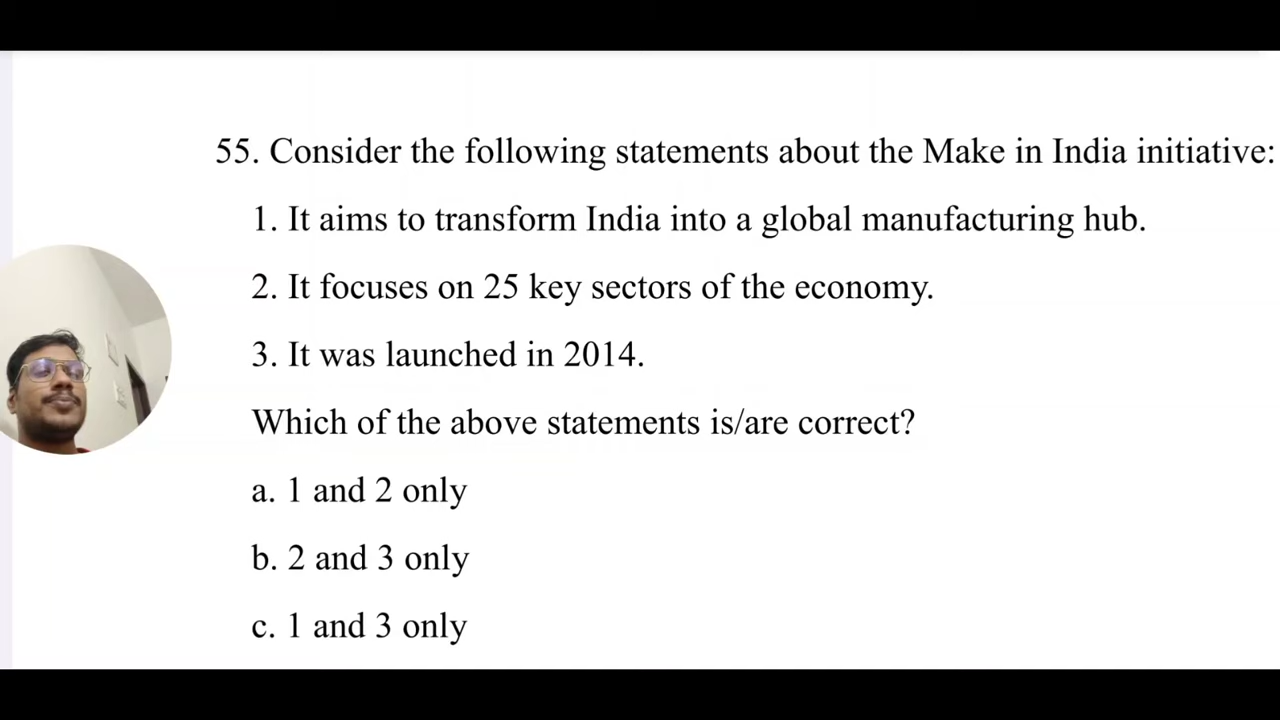 55. Consider the following statements about the Make in India initiative:
1. It aims to transform India into a global manufacturing hub.
2. It focuses on 25 key sectors of the economy.
3. It was launched in 2014.
Which of the above statements is/are correct?
a. 1 and 2 only
b. 2 and 3 only
c. 1 and 3 only